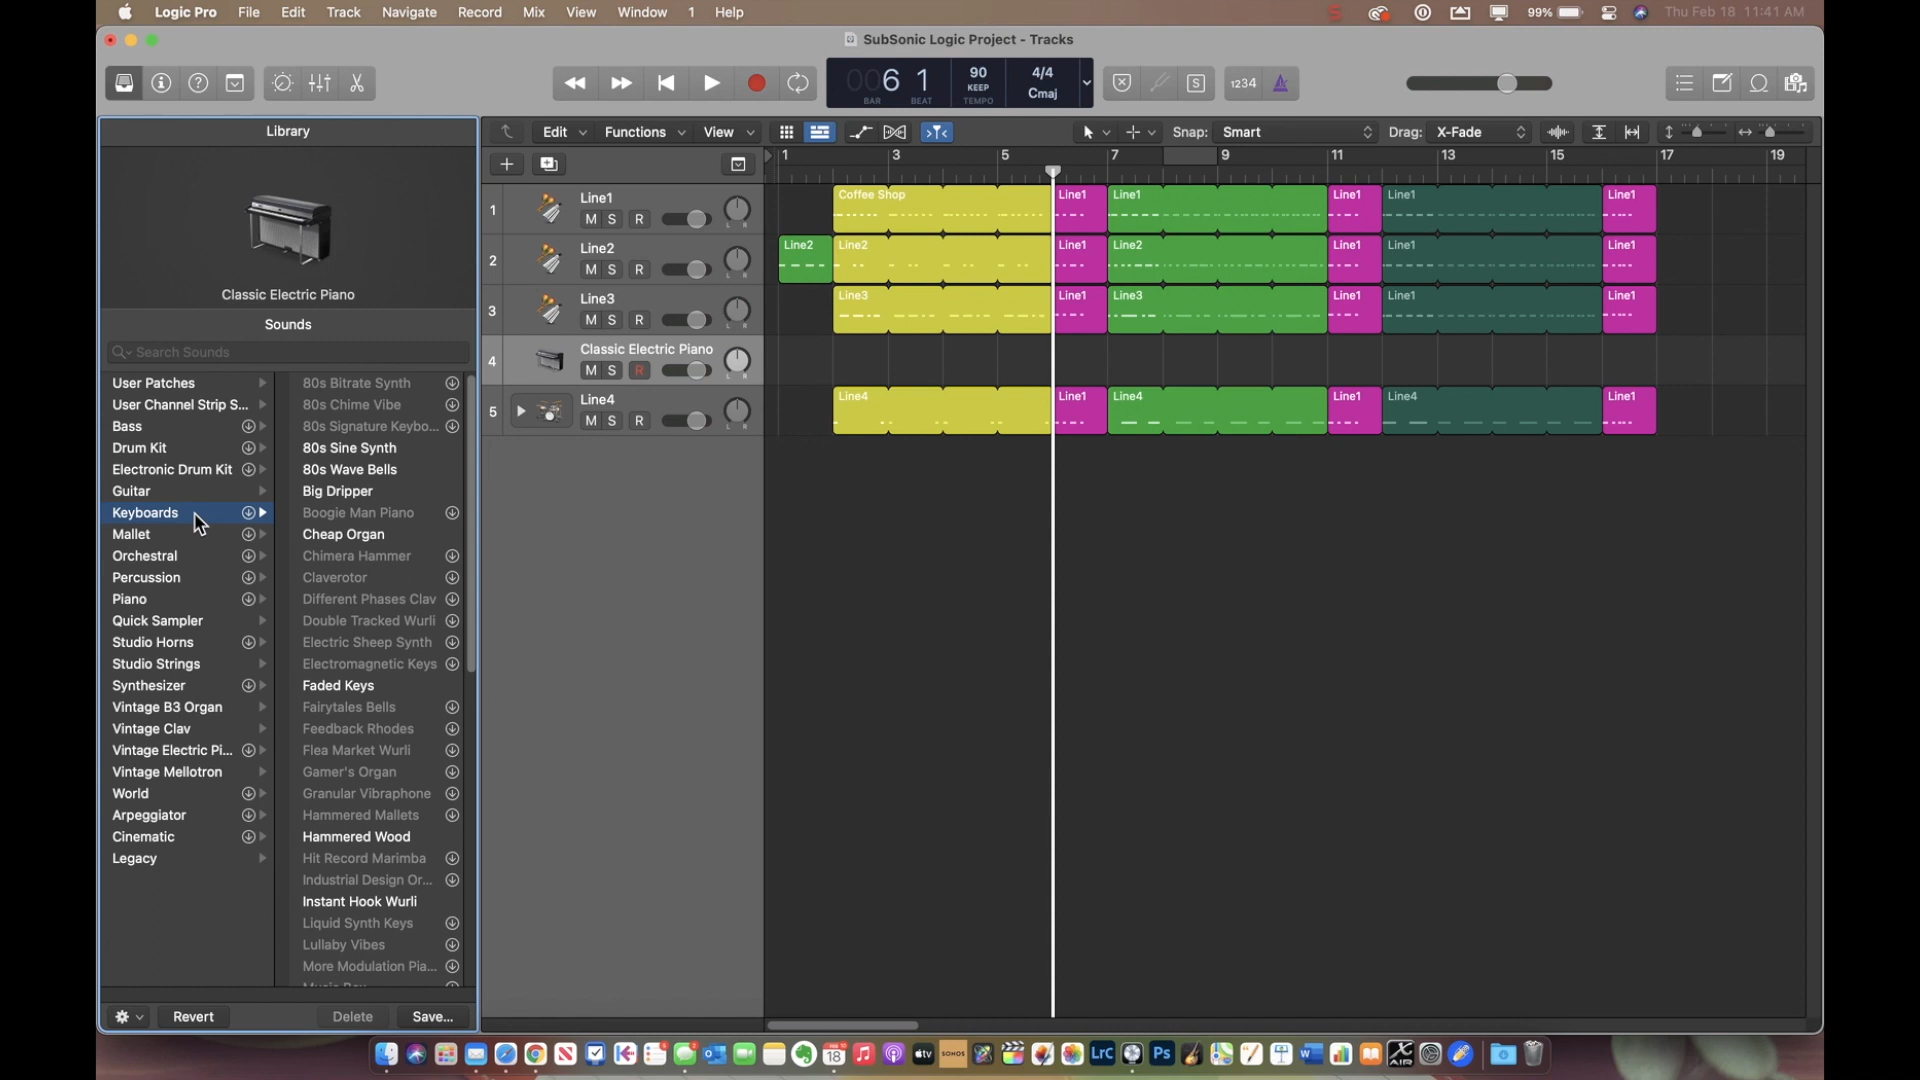 Logic Pro File Edit Track Navigate Record Mix View Window 1 Help
99% Thu Feb 18 11:41 AM
SubSonic Logic Project - Tracks
006 1
BAR BEAT
90
KEEP
TEMPO
4/4
Cmaj
S
1234
Library
Classic Electric Piano
Sounds
Search Sounds
User Patches
User Channel Strip S...
Bass
Drum Kit
Electronic Drum Kit
Guitar
Keyboards
Mallet
Orchestral
Percussion
Piano
Quick Sampler
Studio Horns
Studio Strings
Synthesizer
Vintage B3 Organ
Vintage Clav
Vintage Electric Pi...
Vintage Mellotron
World
Arpeggiator
Cinematic
Legacy
80s Bitrate Synth
80s Chime Vibe
80s Signature Keybo...
80s Sine Synth
80s Wave Bells
Big Dripper
Boogie Man Piano
Cheap Organ
Chimera Hammer
Claverotor
Different Phases Clav
Double Tracked Wurli
Electric Sheep Synth
Electromagnetic Keys
Faded Keys
Fairytales Bells
Feedback Rhodes
Flea Market Wurli
Gamer's Organ
Granular Vibraphone
Hammered Mallets
Hammered Wood
Hit Record Marimba
Industrial Design Or...
Instant Hook Wurli
Liquid Synth Keys
Lullaby Vibes
More Modulation Pia...
Revert Delete Save...
Edit Functions View
Snap: Smart Drag: X-Fade
1 3 5 7 9 11 13 15 17 19
1 Line1
M S R
L R
Coffee Shop Line1 Line1 Line1 Line1 Line1
2 Line2
M S R
L R
Line2 Line2 Line1 Line2 Line1 Line1 Line1
3 Line3
M S R
L R
Line3 Line1 Line3 Line1 Line1 Line1
4 Classic Electric Piano
M S R
L R
5 Line4
M S R
L R
Line4 Line1 Line4 Line1 Line4 Line1
18 tv SONOS LrC Ps W X AIR